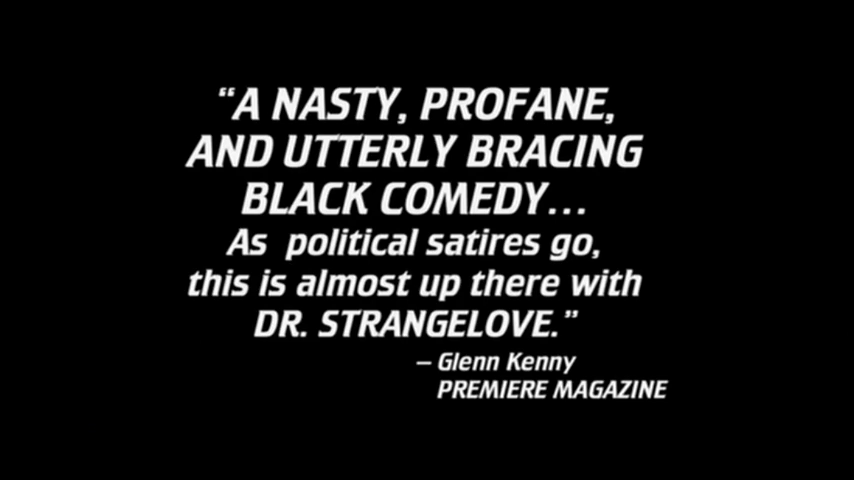 “A NASTY, PROFANE,
AND UTTERLY BRACING
BLACK COMEDY...
As political satires go,
this is almost up there with
DR. STRANGELOVE.”
– Glenn Kenny
PREMIERE MAGAZINE